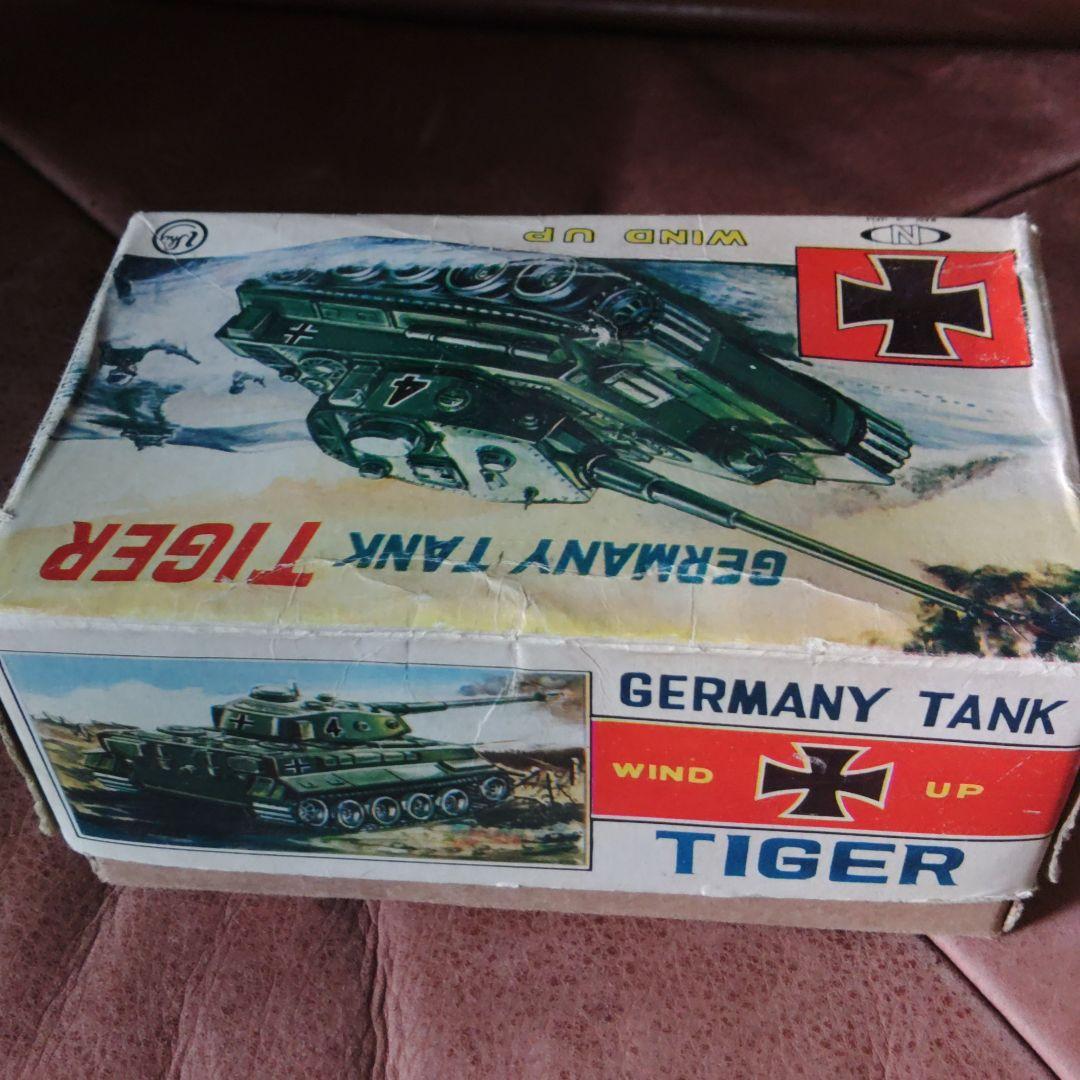 WIND UP
N
4
GERMANY TANK TIGER
4
GERMANY TANK
WIND UP
TIGER